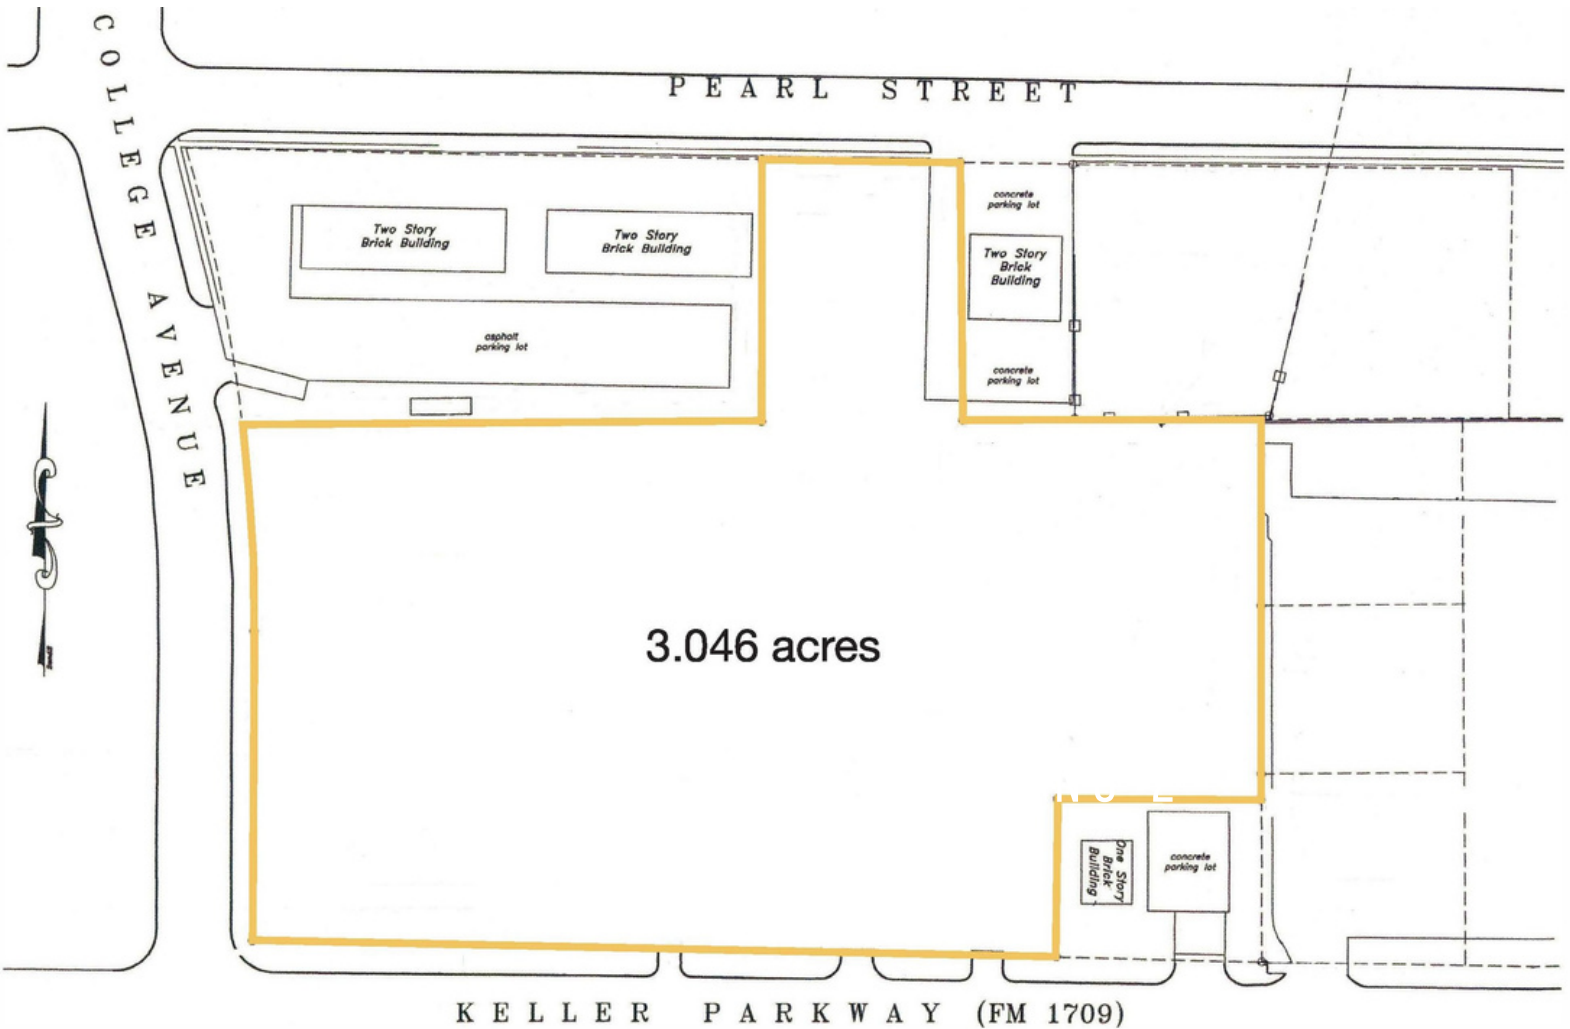 COLLEGE AVENUE
PEARL STREET
Two Story
Brick Building
Two Story
Brick Building
concrete
parking lot
Two Story
Brick
Building
asphalt
parking lot
concrete
parking lot
3.046 acres
One Story
Brick
Building
concrete
parking lot
KELLER PARKWAY (FM 1709)